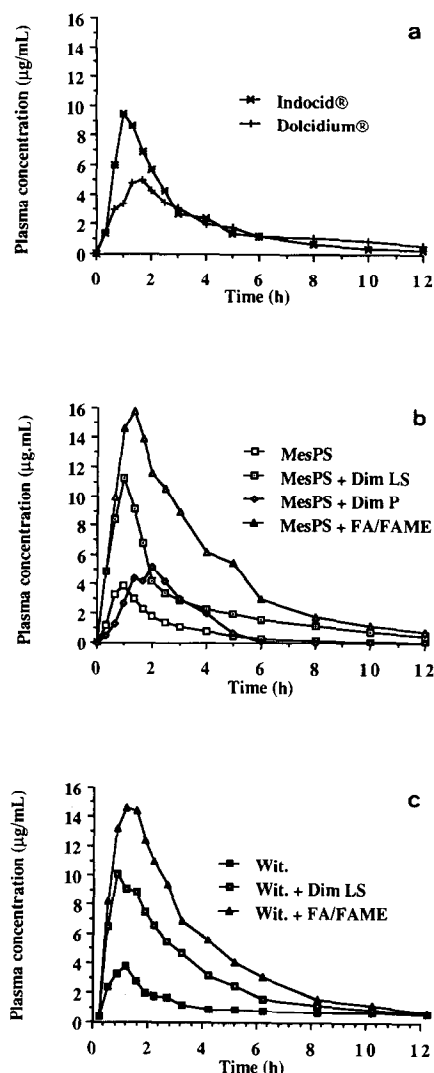 a
Plasma concentration (µg/mL)
16
14
12
10
8
6
4
2
0
Indocid®
Dolcidium®
0 2 4 6 8 10 12
Time (h)
b
Plasma concentration (µg.mL)
16
14
12
10
8
6
4
2
0
MesPS
MesPS + Dim LS
MesPS + Dim P
MesPS + FA/FAME
0 2 4 6 8 10 12
Time (h)
c
Plasma concentration (µg/mL)
16
14
12
10
8
6
4
2
0
Wit.
Wit. + Dim LS
Wit. + FA/FAME
0 2 4 6 8 10 12
Time (h)